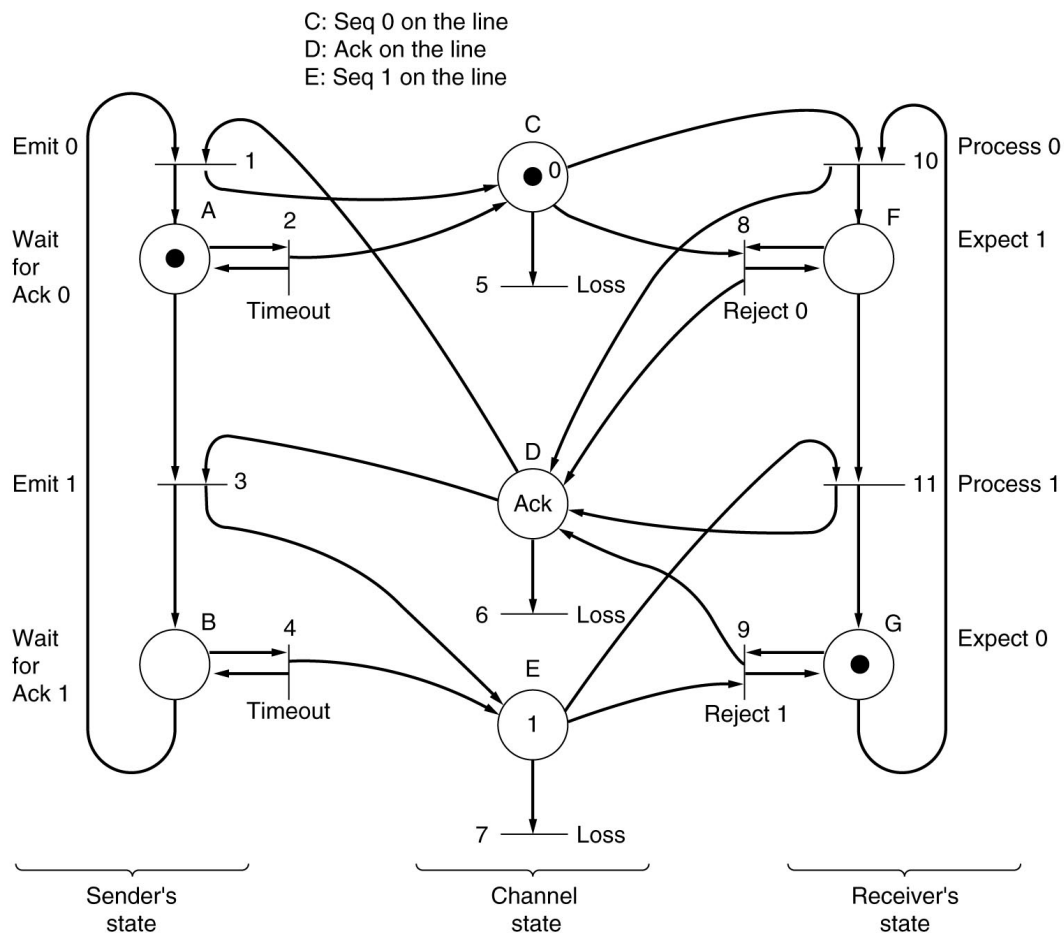 C: Seq 0 on the line
D: Ack on the line
E: Seq 1 on the line
C
Emit 0
1
0
10
Process 0
A
2
8
F
Wait
for
Ack 0
Expect 1
5
Loss
Timeout
Reject 0
D
Emit 1
3
Ack
11
Process 1
6
Loss
B
4
9
G
Wait
for
Ack 1
Expect 0
E
Timeout
1
Reject 1
7
Loss
Sender's
state
Channel
state
Receiver's
state